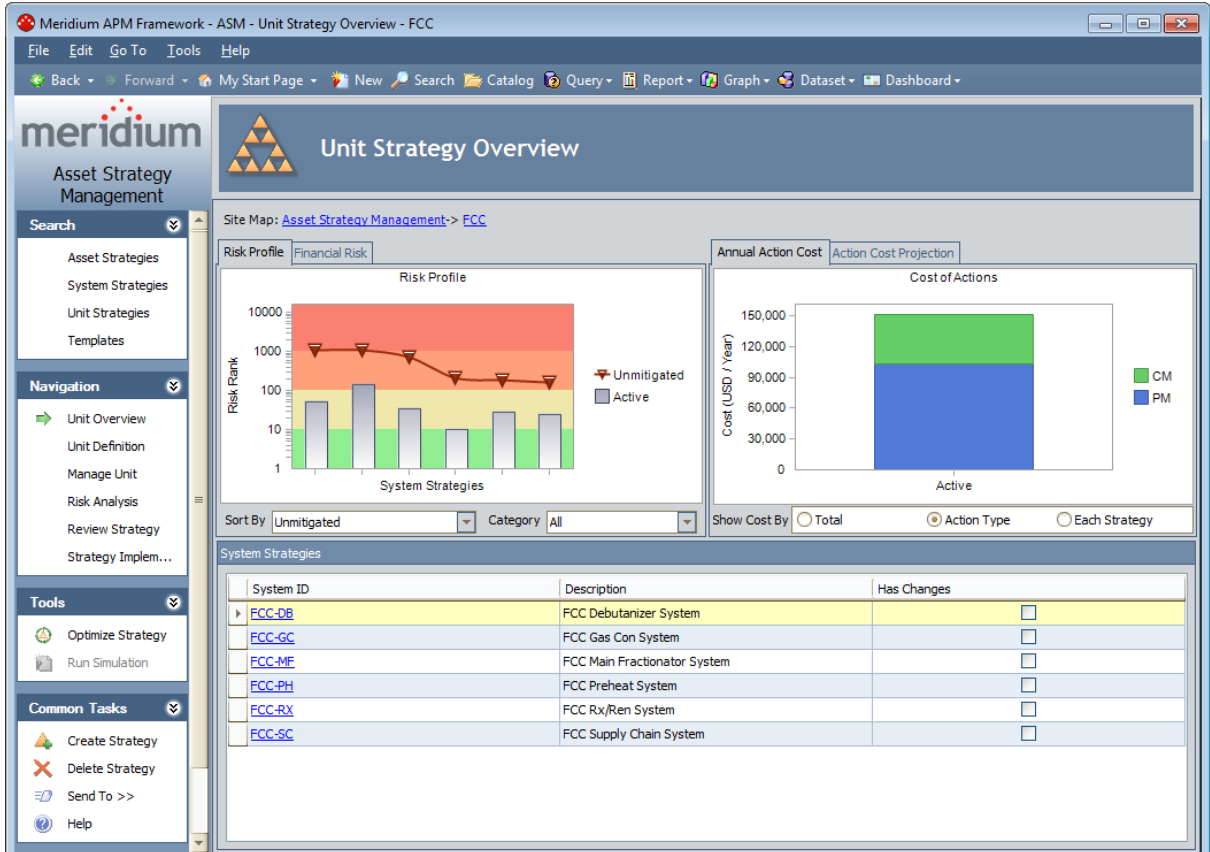 Meridium APM Framework - ASM - Unit Strategy Overview - FCC
File Edit Go To Tools Help
Back Forward My Start Page New Search Catalog Query Report Graph Dataset Dashboard
meridium
Asset Strategy
Management
Unit Strategy Overview
Search
Asset Strategies
System Strategies
Unit Strategies
Templates
Navigation
Unit Overview
Unit Definition
Manage Unit
Risk Analysis
Review Strategy
Strategy Implem...
Tools
Optimize Strategy
Run Simulation
Common Tasks
Create Strategy
Delete Strategy
Send To >>
Help
Site Map: Asset Strategy Management-> FCC
Risk Profile Financial Risk
Risk Profile
Risk Rank
10000
1000
100
10
1
System Strategies
Unmitigated
Active
Sort By Unmitigated Category All
Annual Action Cost Action Cost Projection
Cost of Actions
Cost (USD / Year)
150,000
120,000
90,000
60,000
30,000
0
Active
CM
PM
Show Cost By Total Action Type Each Strategy
System Strategies
System ID Description Has Changes
FCC-DB FCC Debutanizer System
FCC-GC FCC Gas Con System
FCC-MF FCC Main Fractionator System
FCC-PH FCC Preheat System
FCC-RX FCC Rx/Ren System
FCC-SC FCC Supply Chain System